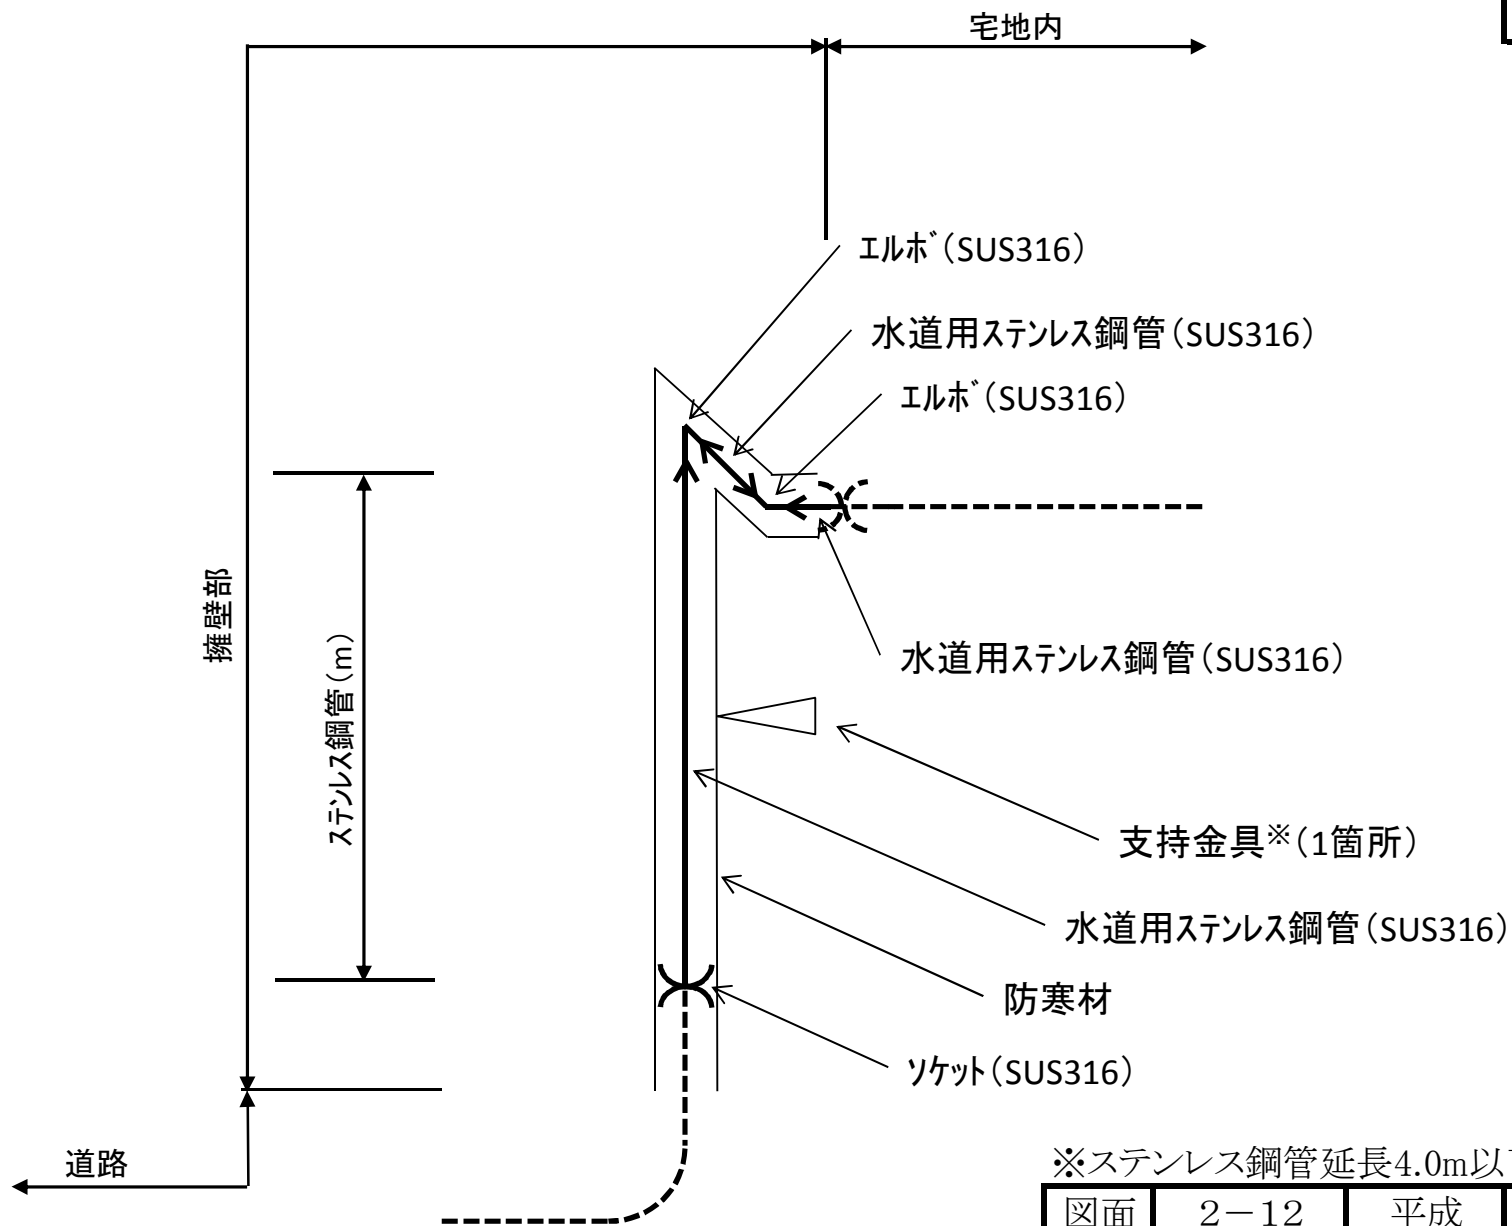 宅地内
エルボ（SUS316）
水道用ステンレス鋼管（SUS316）
エルボ（SUS316）
擁壁部
ステンレス鋼管（m）
水道用ステンレス鋼管（SUS316）
支持金具※（1箇所）
水道用ステンレス鋼管（SUS316）
防寒材
ソケット（SUS316）
道路
※ステンレス鋼管延長4.0m以
図面 2－12 平成